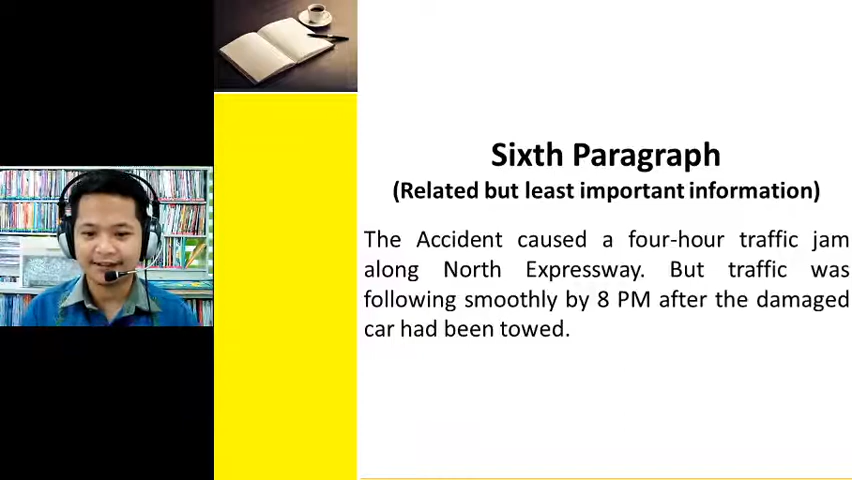 Sixth Paragraph
(Related but least important information)
The Accident caused a four-hour traffic jam
along North Expressway. But traffic was
following smoothly by 8 PM after the damaged
car had been towed.